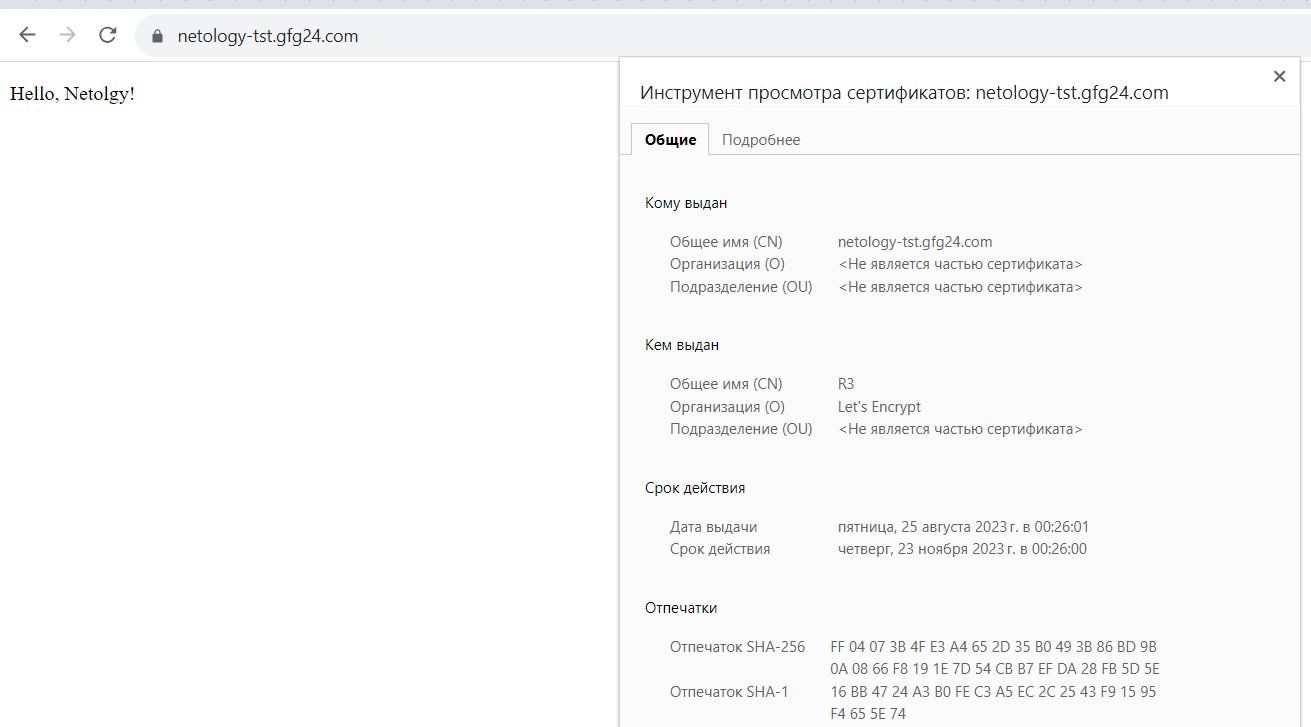 netology-tst.gfg24.com
Hello, Netolgy!
Инструмент просмотра сертификатов: netology-tst.gfg24.com
Общие Подробнее
Кому выдан
Общее имя (CN) netology-tst.gfg24.com
Организация (O) <Не является частью сертификата>
Подразделение (OU) <Не является частью сертификата>
Кем выдан
Общее имя (CN) R3
Организация (O) Let's Encrypt
Подразделение (OU) <Не является частью сертификата>
Срок действия
Дата выдачи пятница, 25 августа 2023 г. в 00:26:01
Срок действия четверг, 23 ноября 2023 г. в 00:26:00
Отпечатки
Отпечаток SHA-256 FF 04 07 3B 4F E3 A4 65 2D 35 B0 49 3B 86 BD 9B
0A 08 66 F8 19 1E 7D 54 CB B7 EF DA 28 FB 5D 5E
Отпечаток SHA-1 16 BB 47 24 A3 B0 FE C3 A5 EC 2C 25 43 F9 15 95
F4 65 5E 74